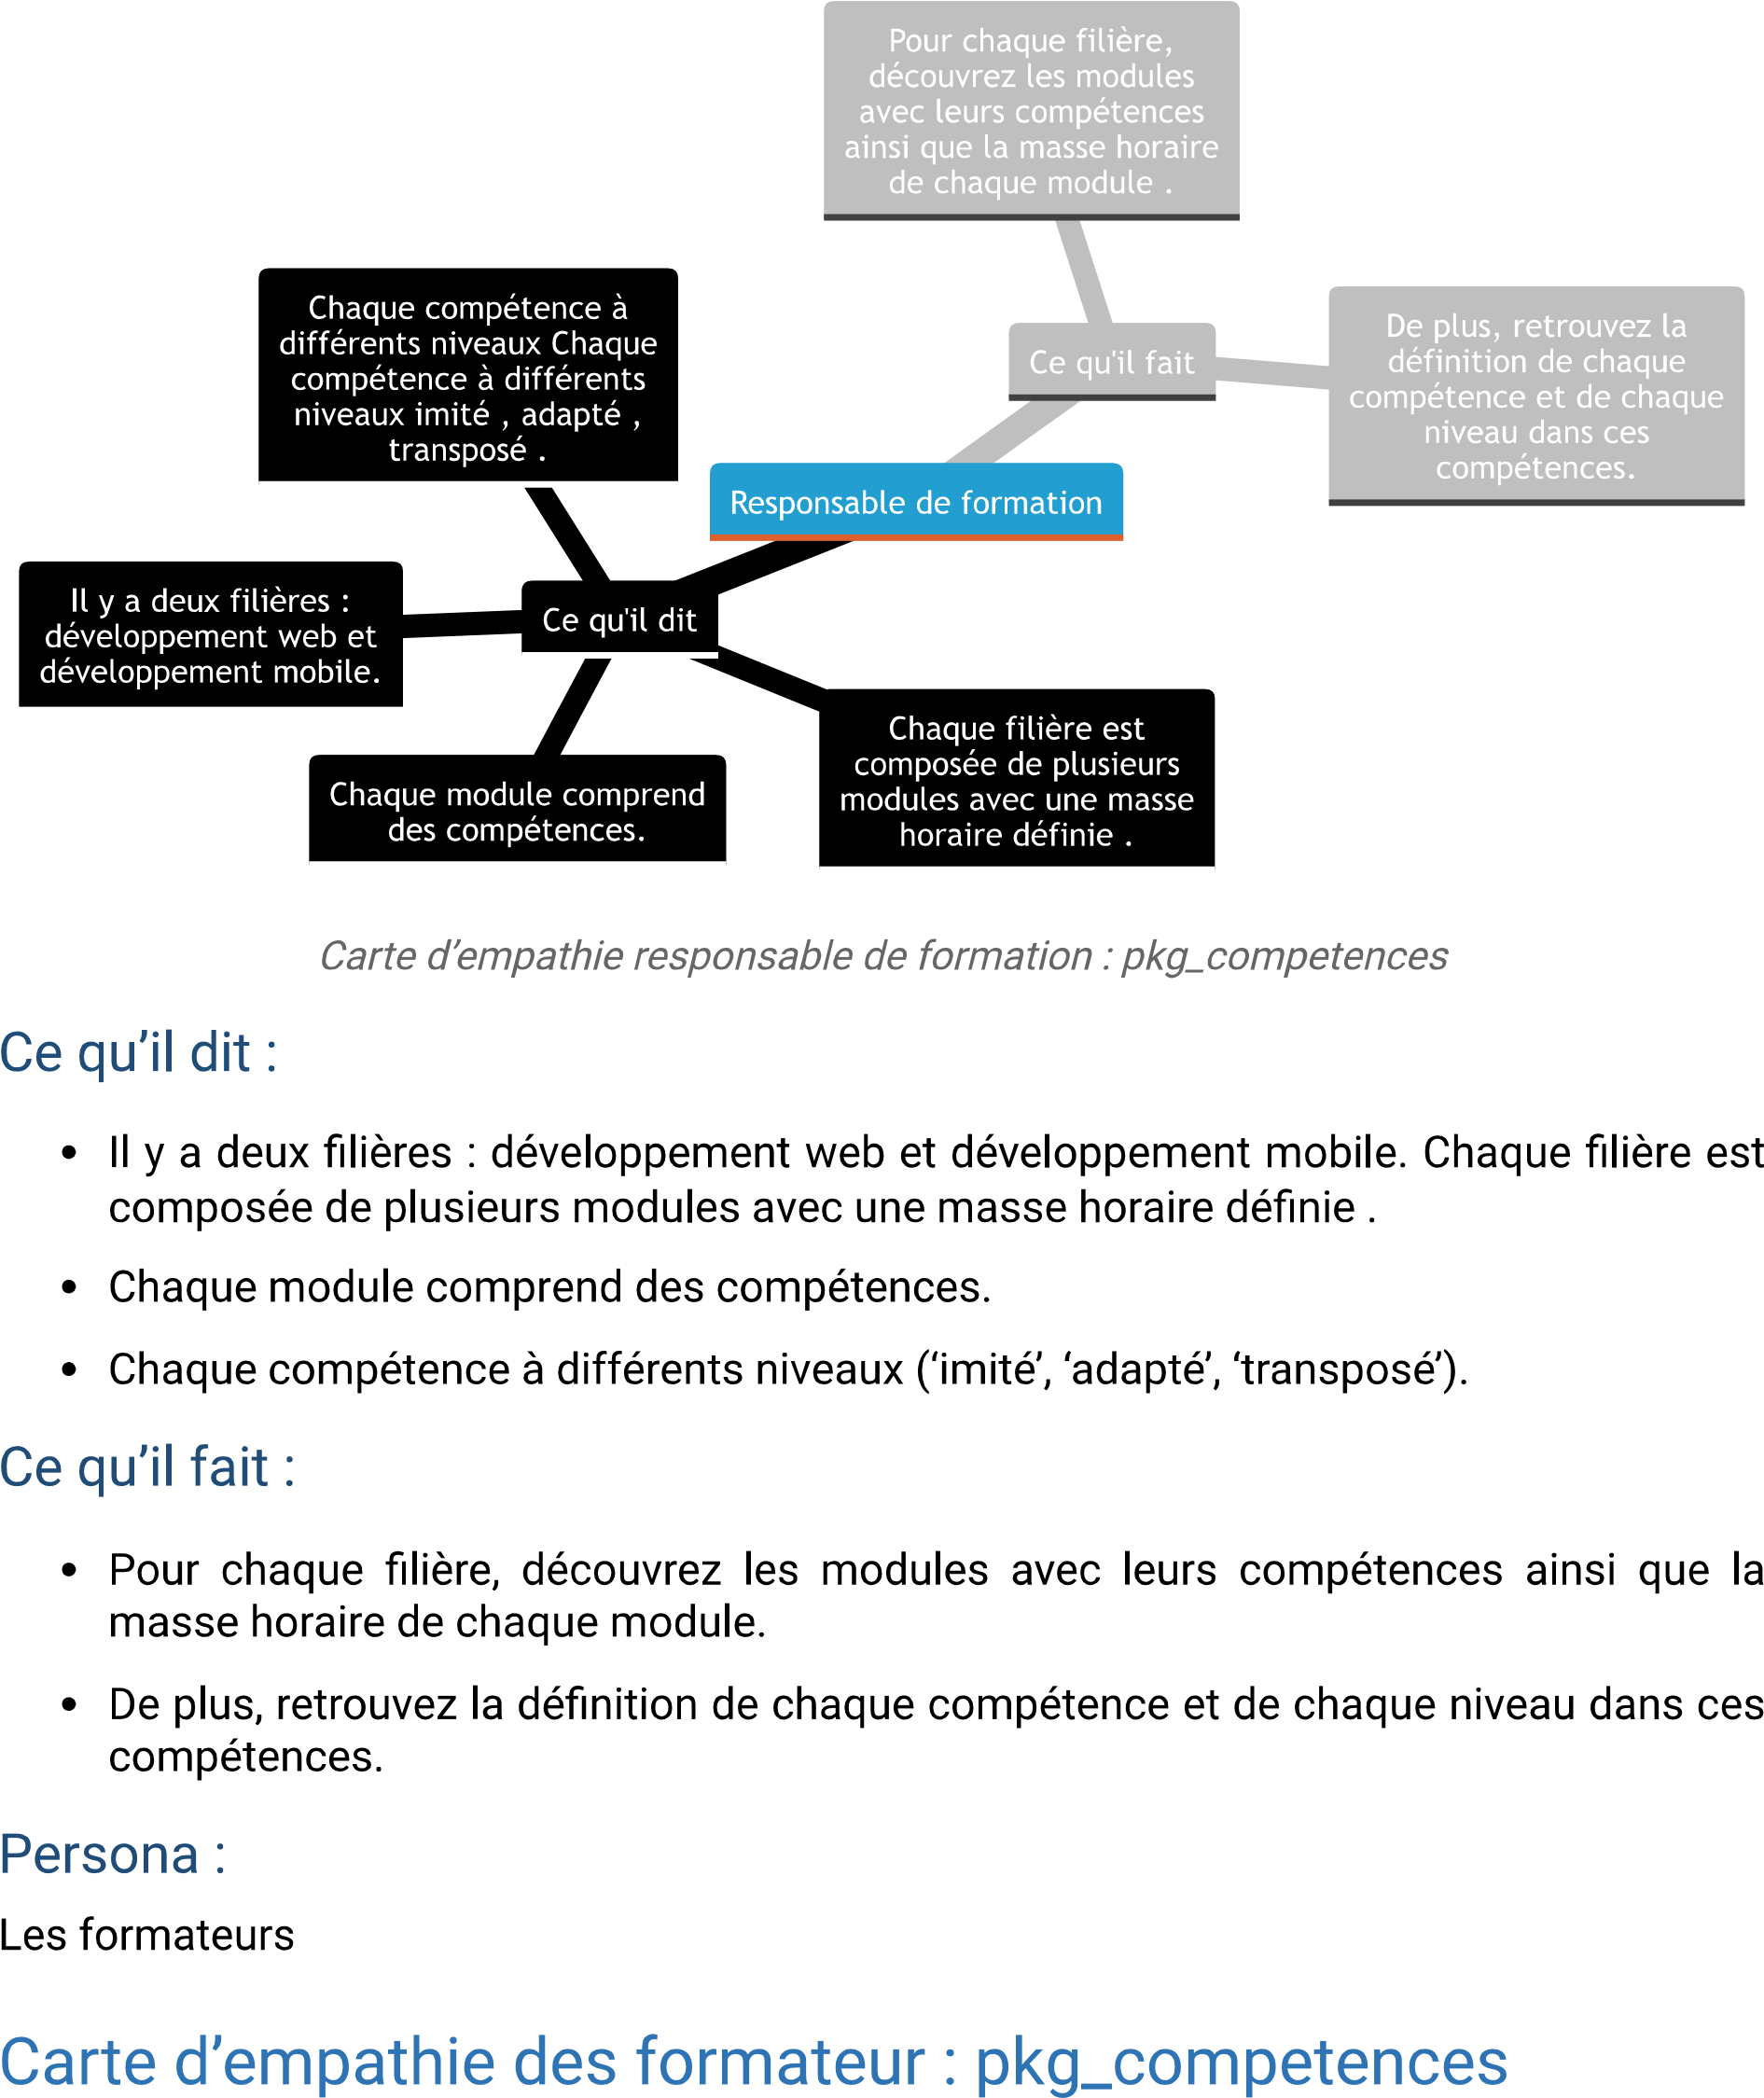 Pour chaque filière,
découvrez les modules
avec leurs compétences
ainsi que la masse horaire
de chaque module .
Chaque compétence à
différents niveaux Chaque
compétence à différents
niveaux imité , adapté ,
transposé .
De plus, retrouvez la
définition de chaque
compétence et de chaque
niveau dans ces
compétences.
Ce qu'il fait
Responsable de formation
Il y a deux filières :
développement web et
développement mobile.
Ce qu'il dit
Chaque module comprend
des compétences.
Chaque filière est
composée de plusieurs
modules avec une masse
horaire définie .
Carte d’empathie responsable de formation : pkg_competences
Ce qu’il dit :
• Il y a deux filières : développement web et développement mobile. Chaque filière est
composée de plusieurs modules avec une masse horaire définie .
• Chaque module comprend des compétences.
• Chaque compétence à différents niveaux (‘imité’, ‘adapté’, ‘transposé’).
Ce qu’il fait :
• Pour chaque filière, découvrez les modules avec leurs compétences ainsi que la
masse horaire de chaque module.
• De plus, retrouvez la définition de chaque compétence et de chaque niveau dans ces
compétences.
Persona :
Les formateurs
Carte d’empathie des formateur : pkg_competences